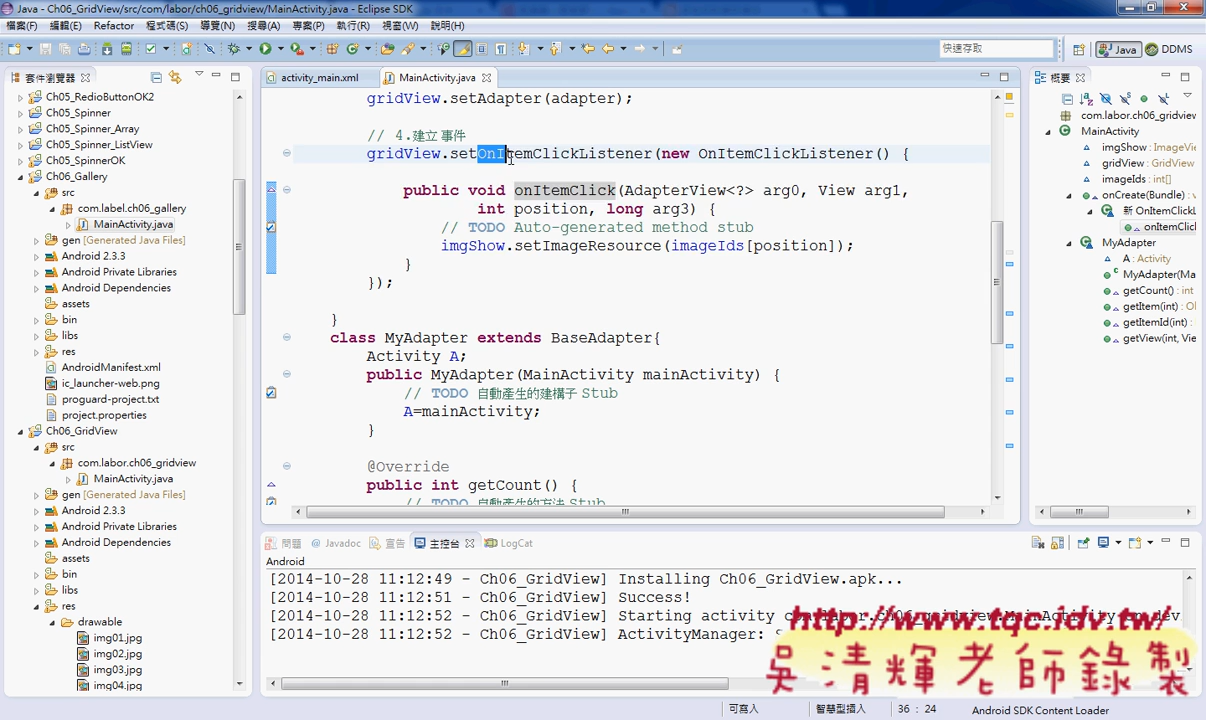 Java - Ch06_GridView/src/com/labor/ch06_gridview/MainActivity.java - Eclipse SDK
檔案(F) 編輯(E) Refactor 程式碼(S) 導覽(N) 搜尋(A) 專案(P) 執行(R) 視窗(W) 說明(H)
快速存取
Java
DDMS
套件瀏覽器
Ch05_RedioButtonOK2
Ch05_Spinner
Ch05_Spinner_Array
Ch05_Spinner_ListView
Ch05_SpinnerOK
Ch06_Gallery
src
com.label.ch06_gallery
MainActivity.java
gen [Generated Java Files]
Android 2.3.3
Android Private Libraries
Android Dependencies
assets
bin
libs
res
AndroidManifest.xml
ic_launcher-web.png
proguard-project.txt
project.properties
Ch06_GridView
src
com.labor.ch06_gridview
MainActivity.java
gen [Generated Java Files]
Android 2.3.3
Android Private Libraries
Android Dependencies
assets
bin
libs
res
drawable
img01.jpg
img02.jpg
img03.jpg
img04.jpg
activity_main.xml
MainActivity.java
gridView.setAdapter(adapter);
// 4.建立事件
gridView.setOnItemClickListener(new OnItemClickListener() {
public void onItemClick(AdapterView<?> arg0, View arg1,
int position, long arg3) {
// TODO Auto-generated method stub
imgShow.setImageResource(imageIds[position]);
}
});
}
class MyAdapter extends BaseAdapter{
Activity A;
public MyAdapter(MainActivity mainActivity) {
// TODO 自動產生的建構子 Stub
A=mainActivity;
}
@Override
public int getCount() {
// TODO 自動產生的方法 Stub
概要
com.labor.ch06_gridview
MainActivity
imgShow : ImageVi
gridView : GridView
imageIds : int[]
onCreate(Bundle) :
新 OnItemClickL
onItemClic
MyAdapter
A : Activity
MyAdapter(Ma
getCount() : int
getItem(int) : Ol
getItemId(int) :
getView(int, Vie
問題
@ Javadoc
宣告
主控台
LogCat
Android
[2014-10-28 11:12:49 - Ch06_GridView] Installing Ch06_GridView.apk...
[2014-10-28 11:12:51 - Ch06_GridView] Success!
[2014-10-28 11:12:52 - Ch06_GridView] Starting activity
[2014-10-28 11:12:52 - Ch06_GridView] ActivityManager:
http://www.tqc.idv.tw/
吳清輝老師錄製
可寫入
智慧型插入
36 : 24
Android SDK Content Loader